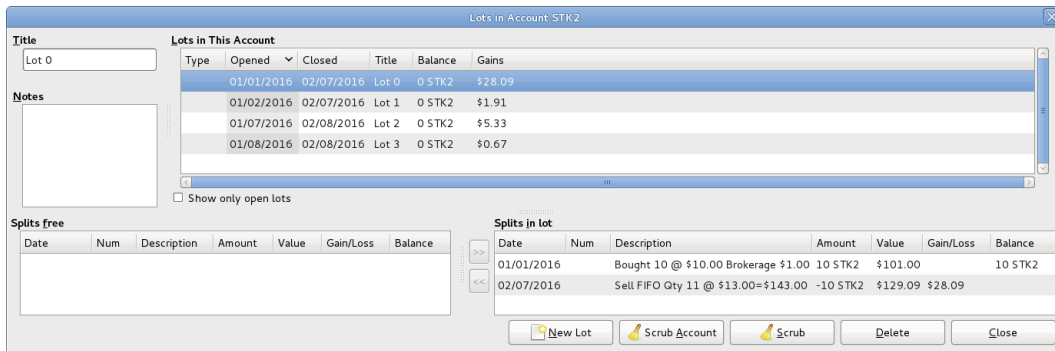 Lots in Account STK2
Title
Lot 0
Notes
Lots in This Account
Type Opened Closed Title Balance Gains
01/01/2016 02/07/2016 Lot 0 0 STK2 $28.09
01/02/2016 02/07/2016 Lot 1 0 STK2 $1.91
01/07/2016 02/08/2016 Lot 2 0 STK2 $5.33
01/08/2016 02/08/2016 Lot 3 0 STK2 $0.67
Show only open lots
Splits free
Date Num Description Amount Value Gain/Loss Balance
>>
<<
Splits in lot
Date Num Description Amount Value Gain/Loss Balance
01/01/2016 Bought 10 @ $10.00 Brokerage $1.00 10 STK2 $101.00 10 STK2
02/07/2016 Sell FIFO Qty 11 @ $13.00=$143.00 -10 STK2 $129.09 $28.09
New Lot Scrub Account Scrub Delete Close